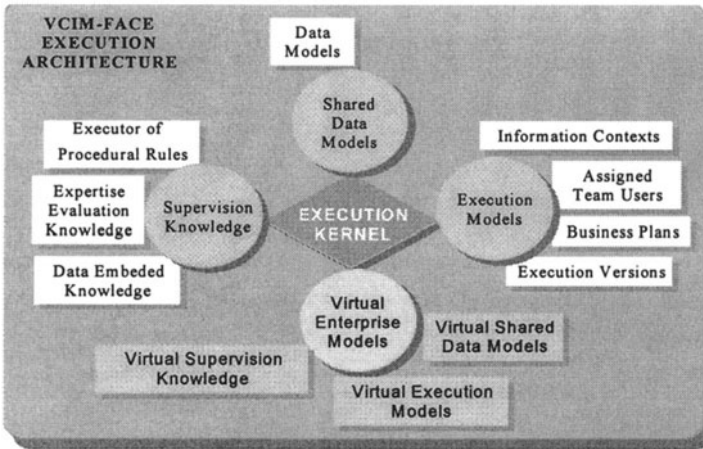 VCIM-FACE
EXECUTION
ARCHITECTURE
Data
Models
Shared
Data
Models
Executor of
Procedural Rules
Expertise
Evaluation
Knowledge
Data Embeded
Knowledge
Supervision
Knowledge
EXECUTION
KERNEL
Execution
Models
Information Contexts
Assigned
Team Users
Business Plans
Execution Versions
Virtual
Enterprise
Models
Virtual Supervision
Knowledge
Virtual Shared
Data Models
Virtual Execution
Models